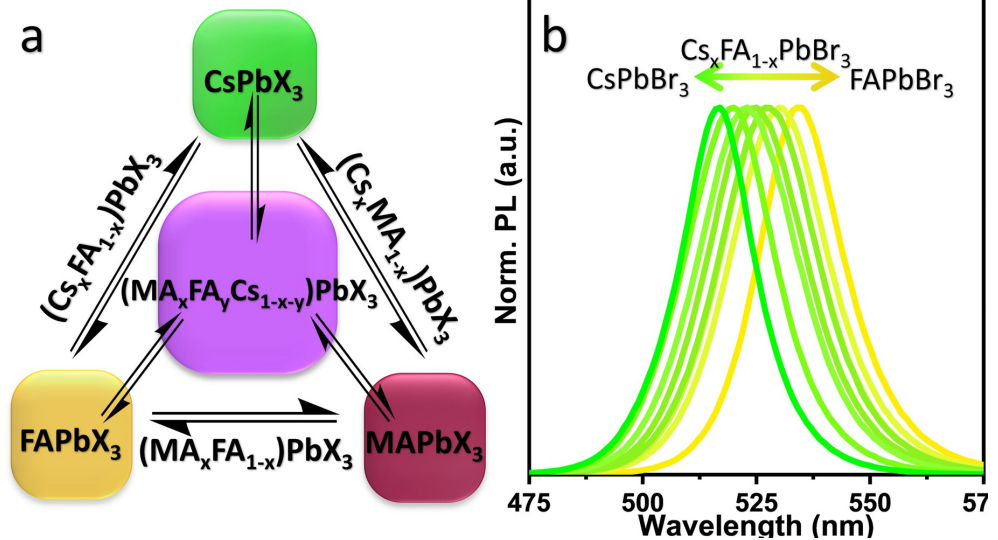 a
CsPbX3
(CsxFA1-x)PbX3
(CsxMA1-x)PbX3
(MAxFAyCs1-x-y)PbX3
FAPbX3
(MAxFA1-x)PbX3
MAPbX3
b
CsxFA1-xPbBr3
CsPbBr3
FAPbBr3
Norm. PL (a.u.)
475 500 525 550 57
Wavelength (nm)